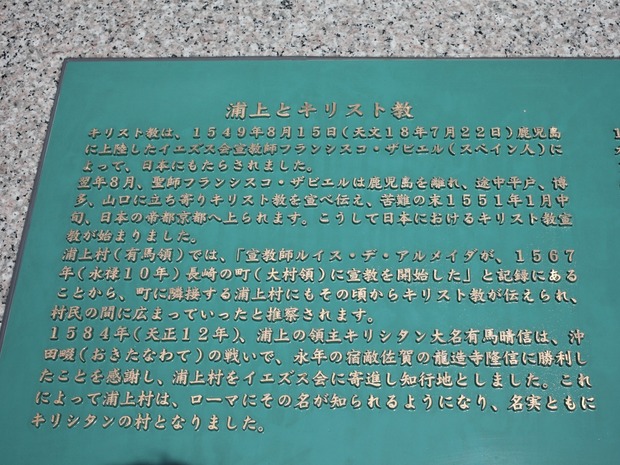 浦上とキリスト教
キリスト教は、1549年8月15日(天文18年7月22日)鹿児島
に上陸したイエズス会宣教師フランシスコ・ザビエル(スペイン人)に
よって、日本にもたらされました。
翌年8月、聖師フランシスコ・ザビエルは鹿児島を離れ、途中平戸、博
多、山口に立ち寄りキリスト教を宣べ伝え、苦難の末1551年1月中
旬、日本の帝都京都へ上られます。こうして日本におけるキリスト教宣
教が始まりました。
浦上村(有馬領)では、「宣教師ルイス・デ・アルメイダが、1567
年(永禄10年)長崎の町(大村領)に宣教を開始した」と記録にある
ことから、町に隣接する浦上村にもその頃からキリスト教が伝えられ、
村民の間に広まっていったと推察されます。
1584年(天正12年)、浦上の領主キリシタン大名有馬晴信は、沖
田畷(おきたなわて)の戦いで、永年の宿敵佐賀の龍造寺隆信に勝利し
たことを感謝し、浦上村をイエズス会に寄進し知行地としました。これ
によって浦上村は、ローマにその名が知られるようになり、名実ともに
キリシタンの村となりました。